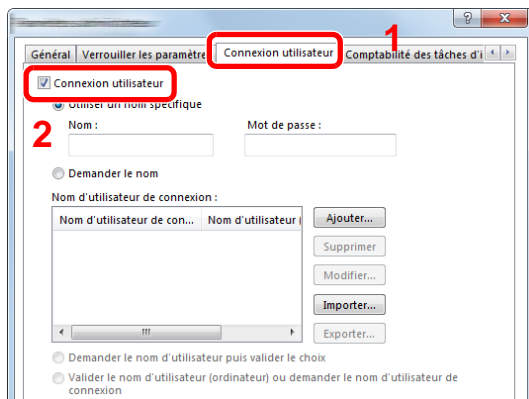 1
Général Verrouiller les paramètre Connexion utilisateur Comptabilité des tâches d'i
Connexion utilisateur
Utiliser un nom spécifique
2
Nom : Mot de passe :
Demander le nom
Nom d'utilisateur de connexion :
Nom d'utilisateur de con... Nom d'utilisateur (
Ajouter...
Supprimer
Modifier...
Importer...
Exporter...
Demander le nom d'utilisateur puis valider le choix
Valider le nom d'utilisateur (ordinateur) ou demander le nom d'utilisateur de
connexion